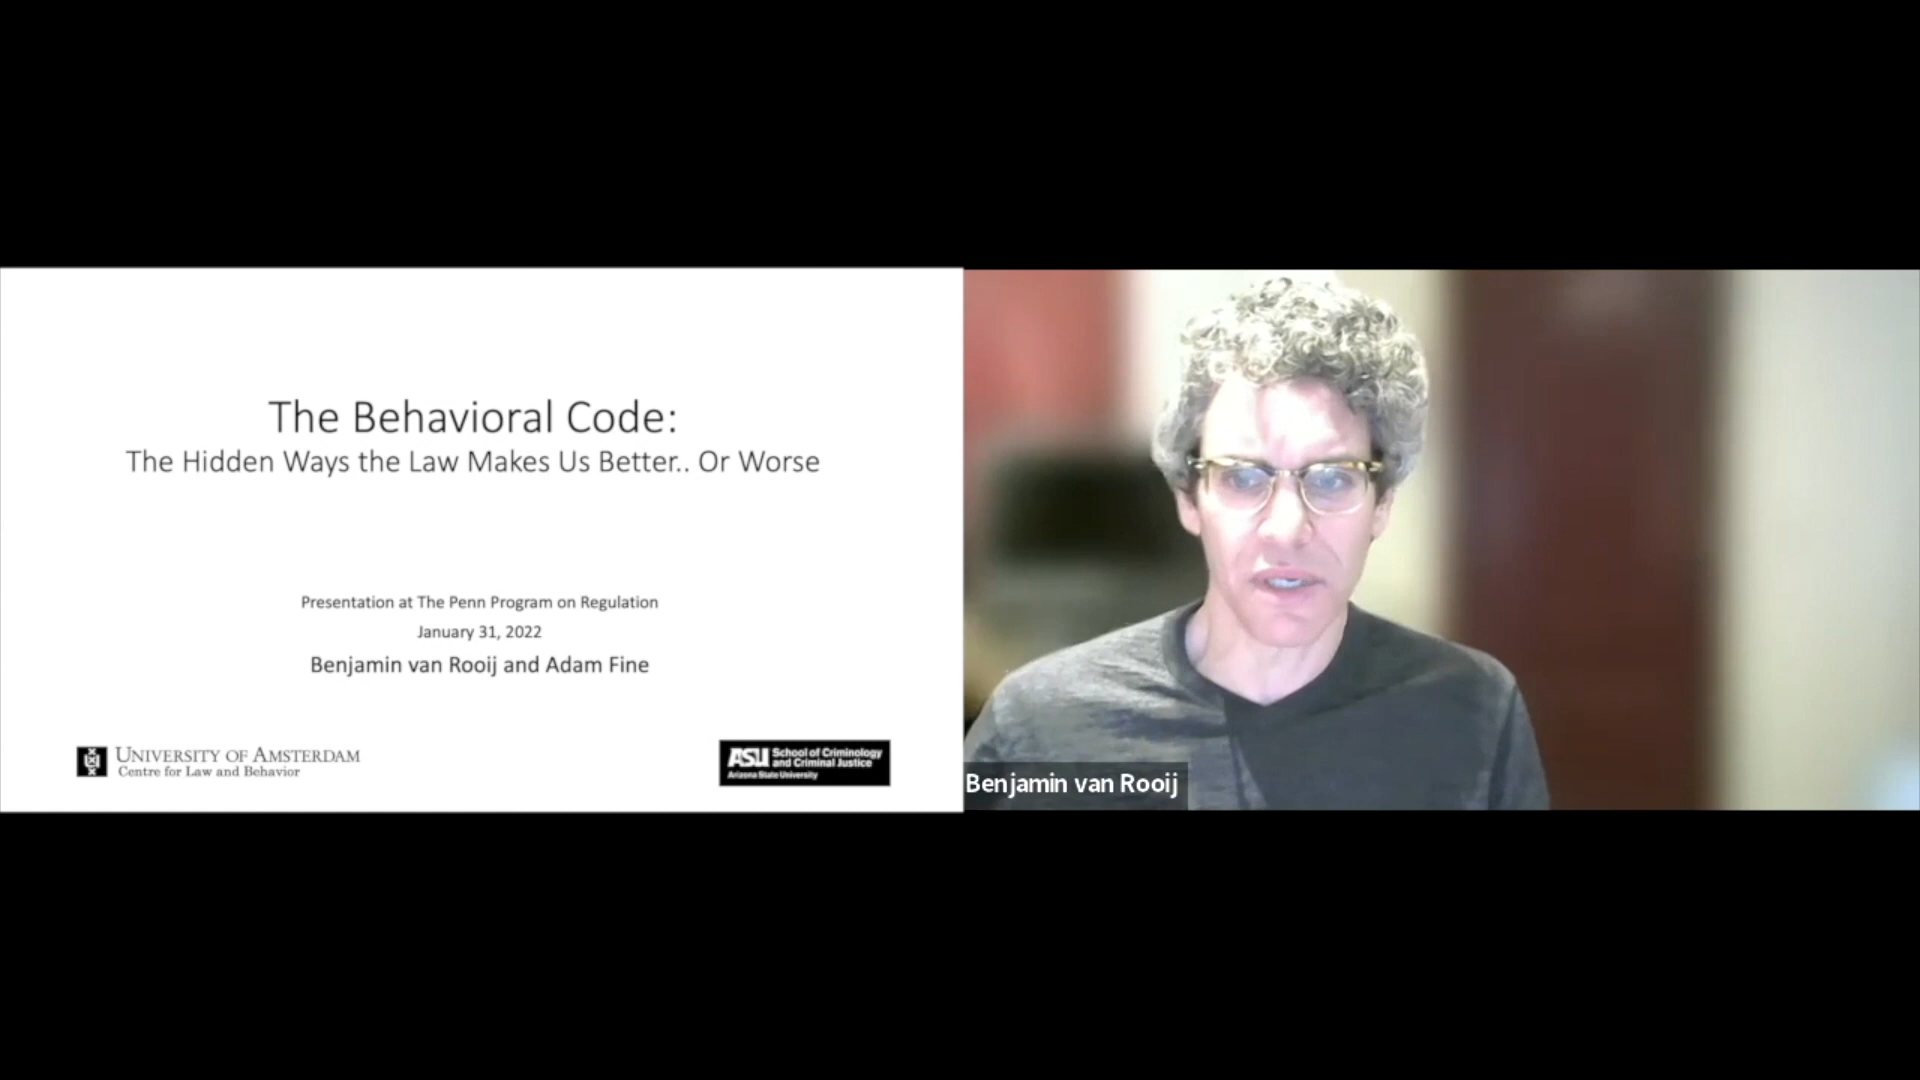 The Behavioral Code:
The Hidden Ways the Law Makes Us Better.. Or Worse
Presentation at The Penn Program on Regulation
January 31, 2022
Benjamin van Rooij and Adam Fine
UNIVERSITY OF AMSTERDAM
Centre for Law and Behavior
ASU School of Criminology
and Criminal Justice
Arizona State University
Benjamin van Rooij